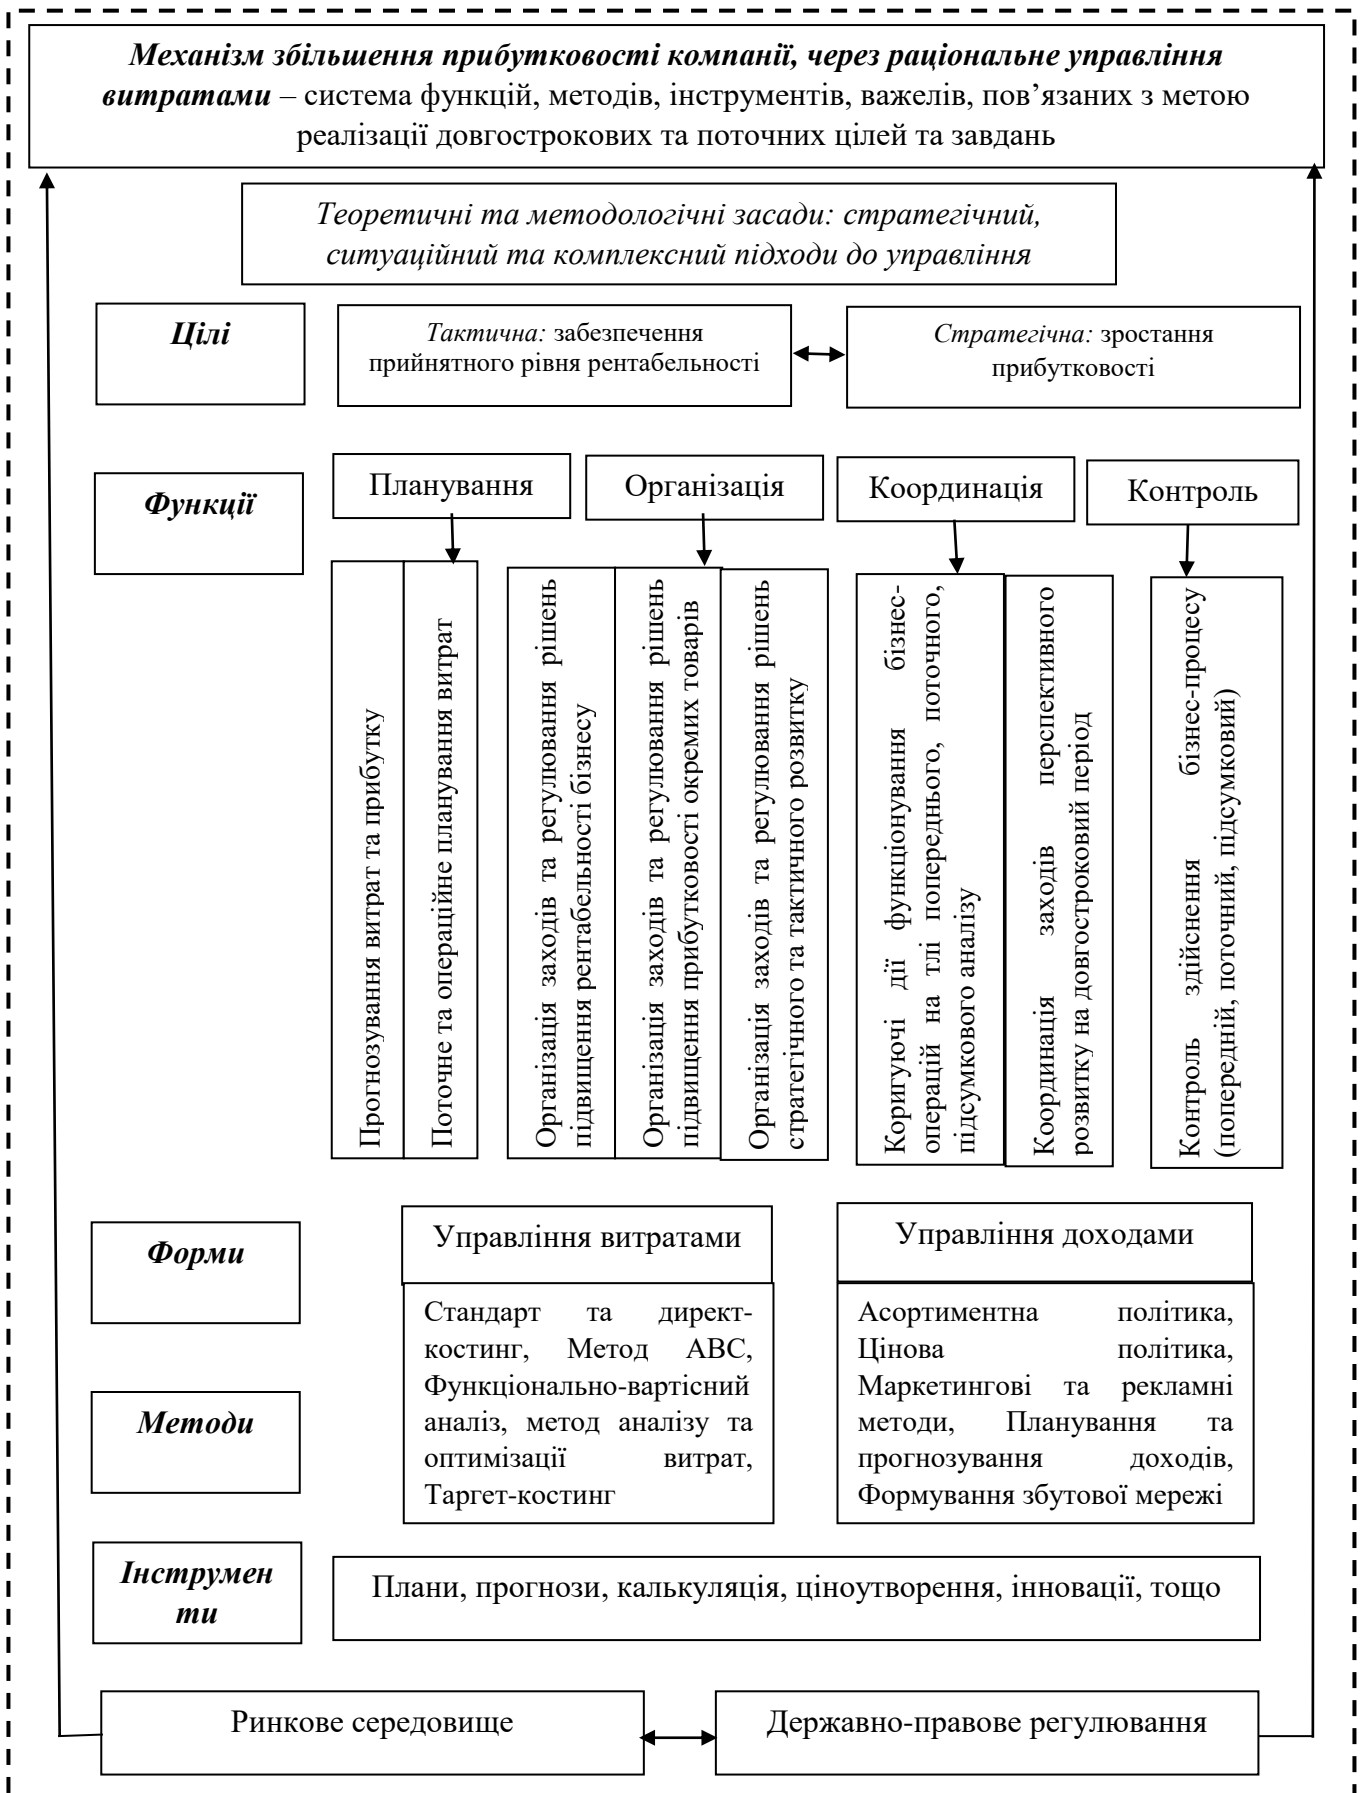 Механізм збільшення прибутковості компанії, через раціональне управління
витратами – система функцій, методів, інструментів, важелів, пов’язаних з метою
реалізації довгострокових та поточних цілей та завдань
Теоретичні та методологічні засади: стратегічний,
ситуаційний та комплексний підходи до управління
Цілі
Тактична: забезпечення
прийнятного рівня рентабельності
Стратегічна: зростання
прибутковості
Функції
Планування
Організація
Координація
Контроль
Прогнозування витрат та прибутку
Поточне та операційне планування витрат
Організація заходів та регулювання рішень
підвищення рентабельності бізнесу
Організація заходів та регулювання рішень
підвищення прибутковості окремих товарів
Організація заходів та регулювання рішень
стратегічного та тактичного розвитку
Коригуючі дії функціонування бізнес-
операцій на тлі попереднього, поточного,
підсумкового аналізу
Координація заходів перспективного
розвитку на довгостроковий період
Контроль здійснення бізнес-процесу
(попередній, поточний, підсумковий)
Форми
Управління витратами
Управління доходами
Методи
Стандарт та директ-
костинг, Метод АВС,
Функціонально-вартісний
аналіз, метод аналізу та
оптимізації витрат,
Таргет-костинг
Асортиментна політика,
Цінова політика,
Маркетингові та рекламні
методи, Планування та
прогнозування доходів,
Формування збутової мережі
Інструмен
ти
Плани, прогнози, калькуляція, ціноутворення, інновації, тощо
Ринкове середовище
Державно-правове регулювання